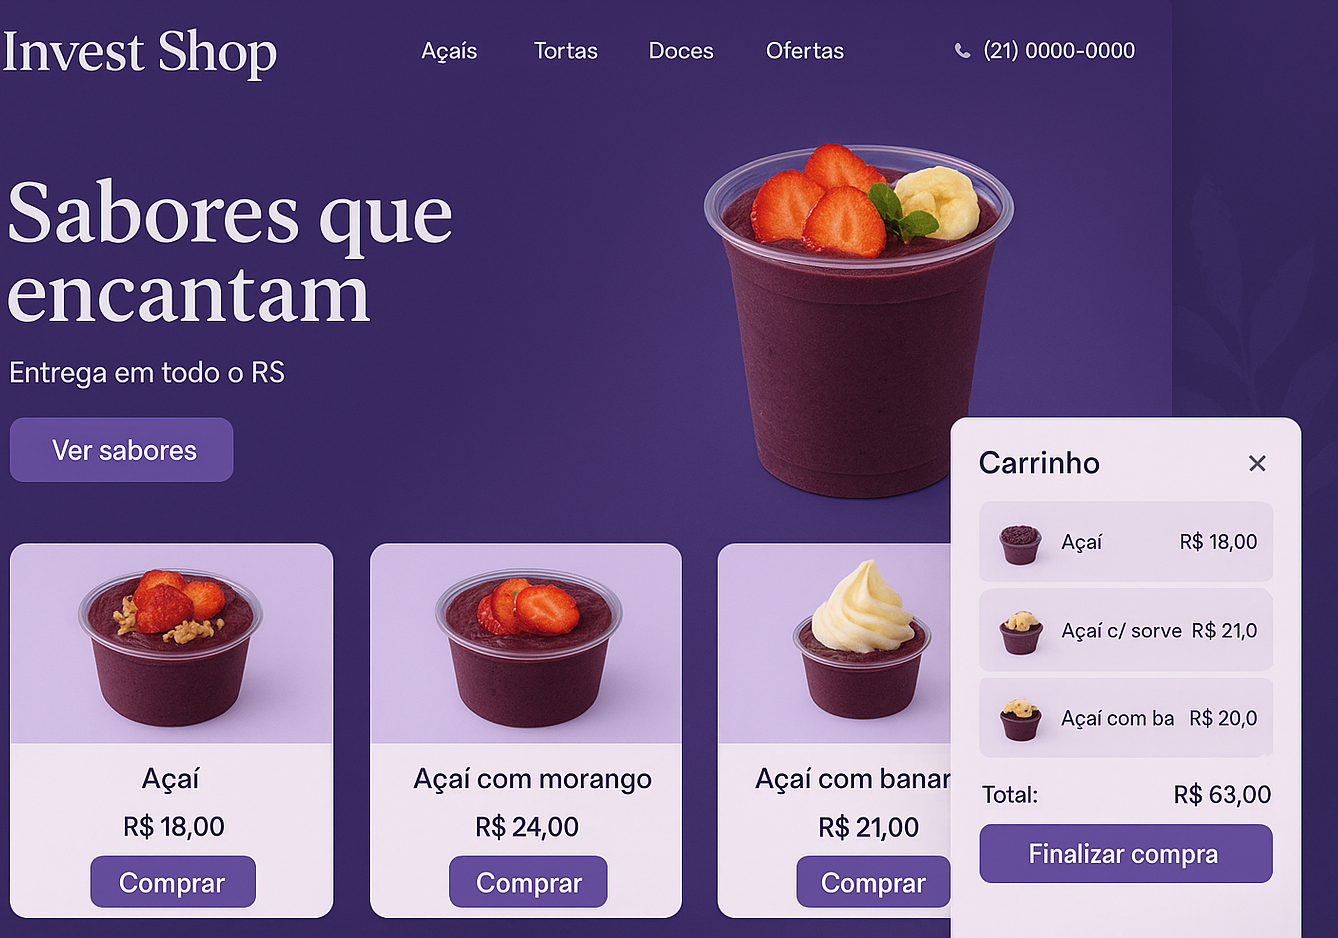 Invest Shop
Açaís Tortas Doces Ofertas (21) 0000-0000
Sabores que
encantam
Entrega em todo o RS
Ver sabores
Açaí
R$ 18,00
Comprar
Açaí com morango
R$ 24,00
Comprar
Açaí com banar
R$ 21,00
Comprar
Carrinho ×
Açaí R$ 18,00
Açaí c/ sorve R$ 21,0
Açaí com ba R$ 20,0
Total: R$ 63,00
Finalizar compra